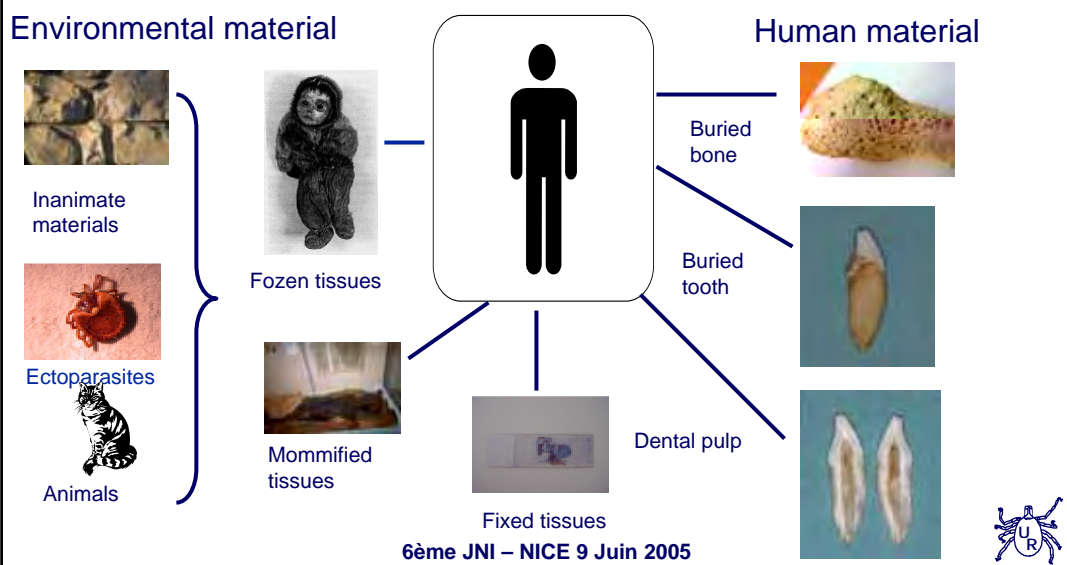 Environmental material
Human material
Inanimate
materials
Ectoparasites
Animals
Fozen tissues
Mommified
tissues
Fixed tissues
Buried
bone
Buried
tooth
Dental pulp
6ème JNI – NICE 9 Juin 2005
U
R